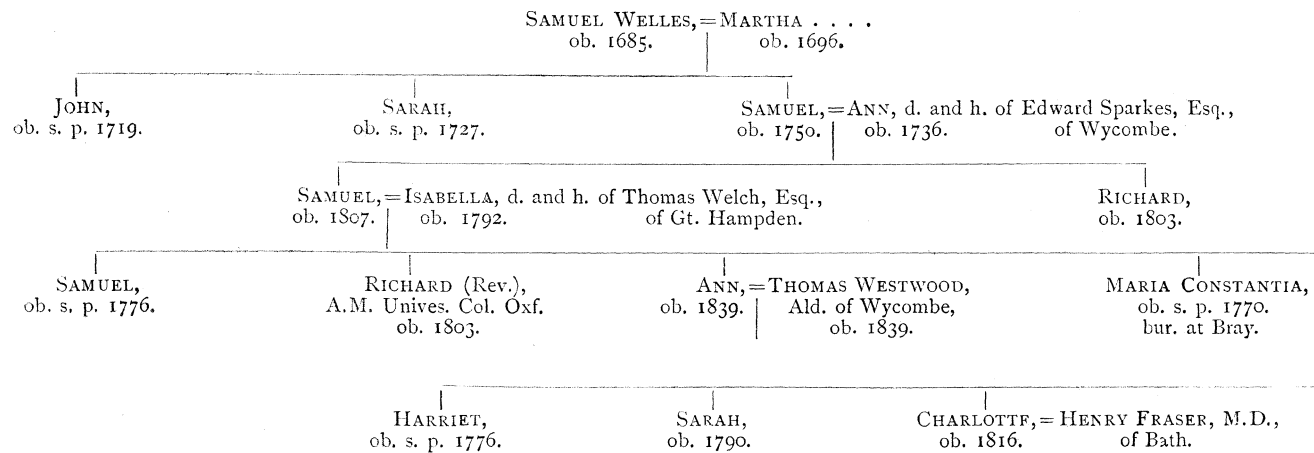 SAMUEL WELLES,=MARTHA . . . .
ob. 1685. ob. 1696.
JOHN, SARAH, SAMUEL,=ANN, d. and h. of Edward Sparkes, Esq.,
ob. s. p. 1719. ob. s. p. 1727. ob. 1750. ob. 1736. of Wycombe.
SAMUEL,=ISABELLA, d. and h. of Thomas Welch, Esq., RICHARD,
ob. 1807. ob. 1792. of Gt. Hampden. ob. 1803.
SAMUEL, RICHARD (Rev.), ANN,=THOMAS WESTWOOD, MARIA CONSTANTIA,
ob. s. p. 1776. A.M. Unives. Col. Oxf. ob. 1839. Ald. of Wycombe, ob. s. p. 1770.
ob. 1803. ob. 1839. bur. at Bray.
HARRIET, SARAH, CHARLOTTE,=HENRY FRASER, M.D.,
ob. s. p. 1776. ob. 1790. ob. 1816. of Bath.